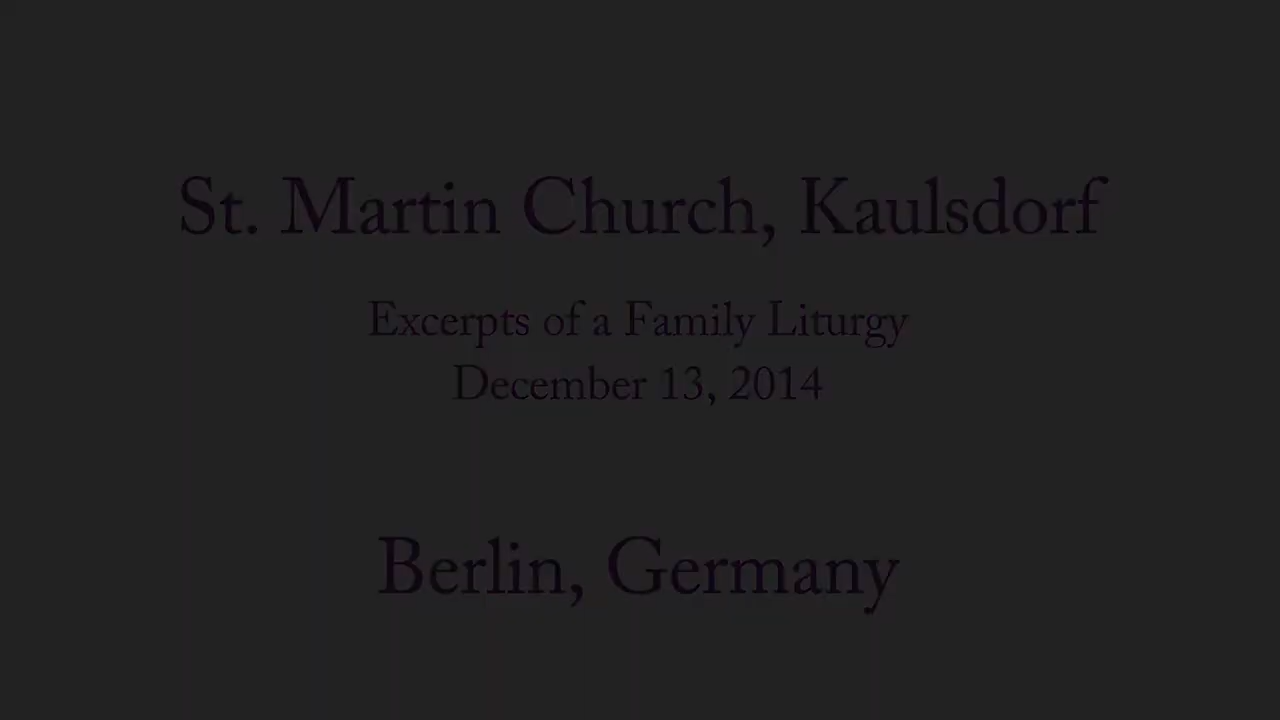 St. Martin Church, Kaulsdorf
Excerpts of a Family Liturgy
December 13, 2014
Berlin, Germany